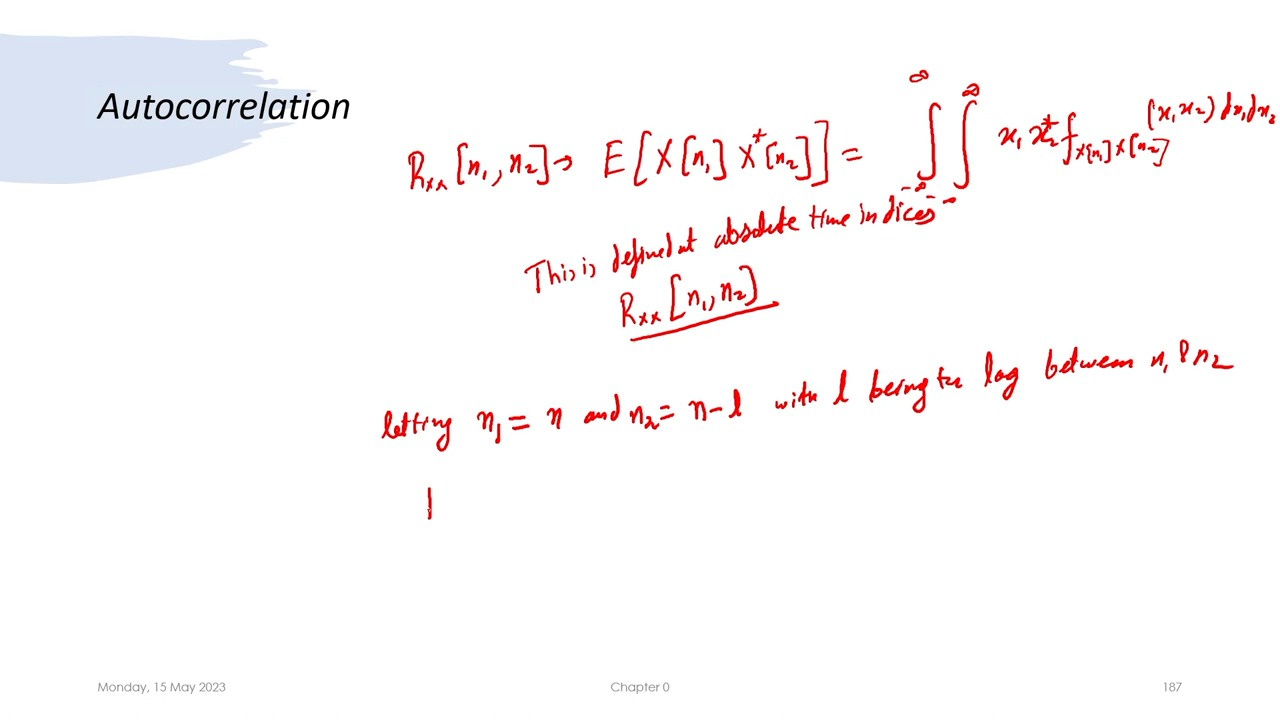 Autocorrelation
Rxx[n1, n2] → E[X[n1] X*[n2]] = ∫_{-∞}^{∞} ∫_{-∞}^{∞} x1 x2* f_{X[n1] X[n2]} (x1, x2) dx1 dx2
This is defined at absolute time indices
Rxx[n1, n2]
letting n1 = n and n2 = n-l with l being the lag between n1 & n2
Monday, 15 May 2023
Chapter 0
187